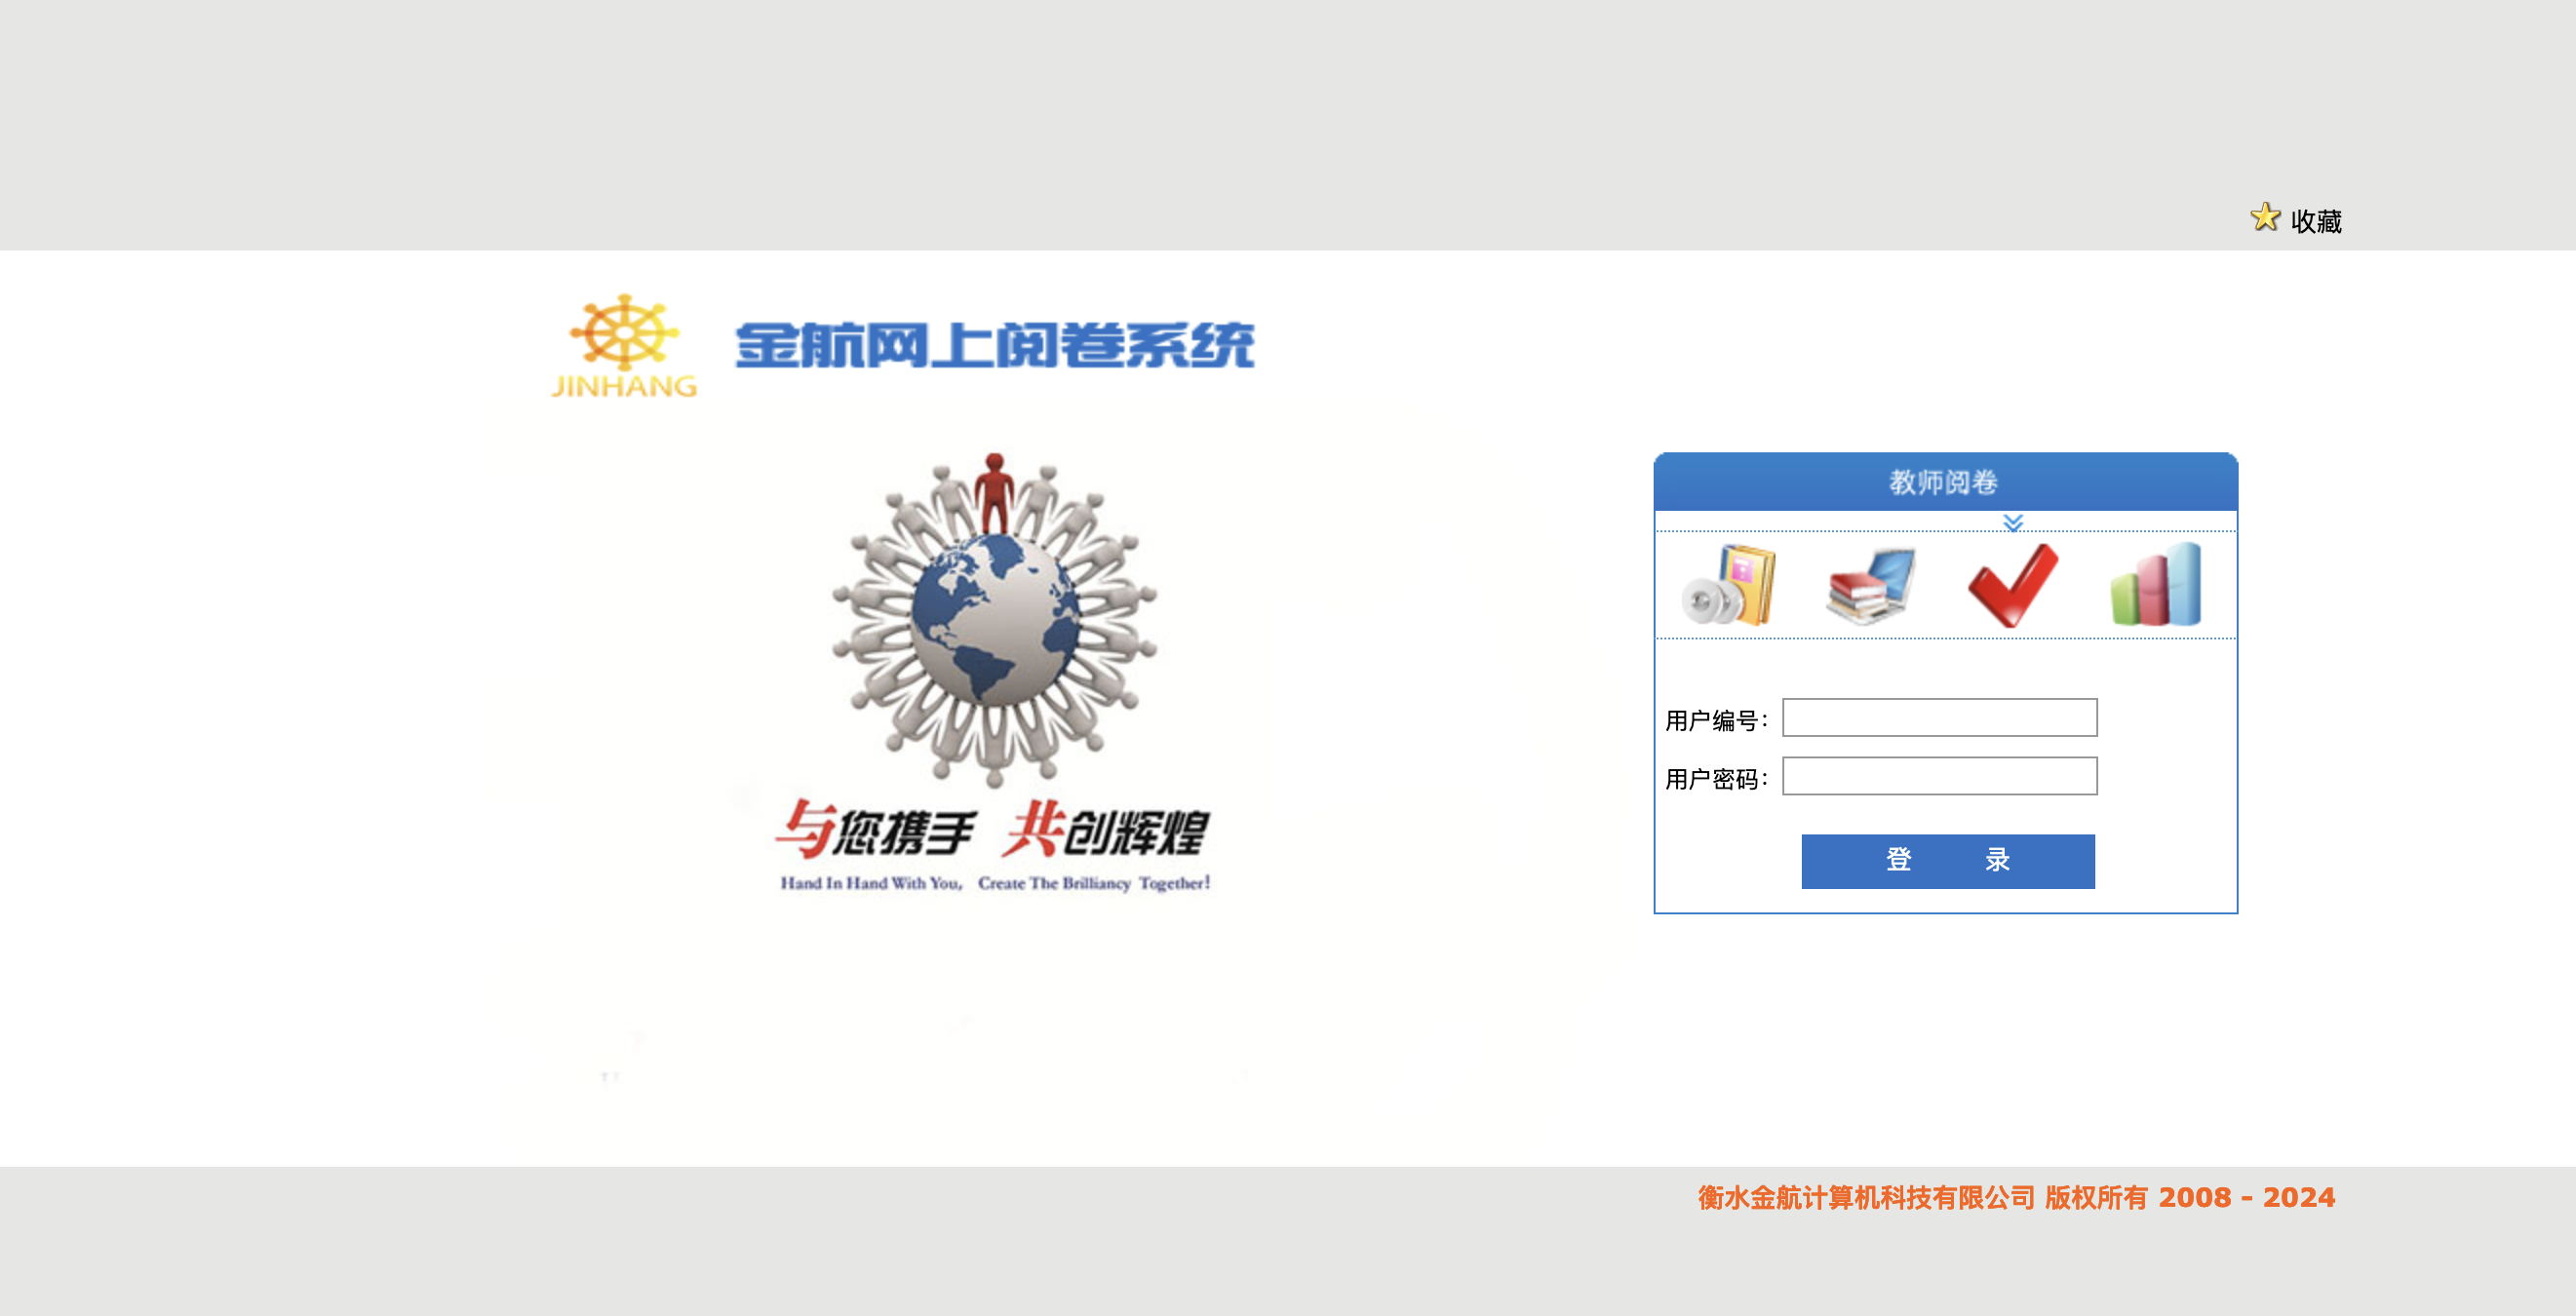 收藏
JINHANG
金航网上阅卷系统
教师阅卷
用户编号：
用户密码：
登 录
与您携手 共创辉煌
Hand In Hand With You, Create The Brilliancy Together!
衡水金航计算机科技有限公司 版权所有 2008 - 2024